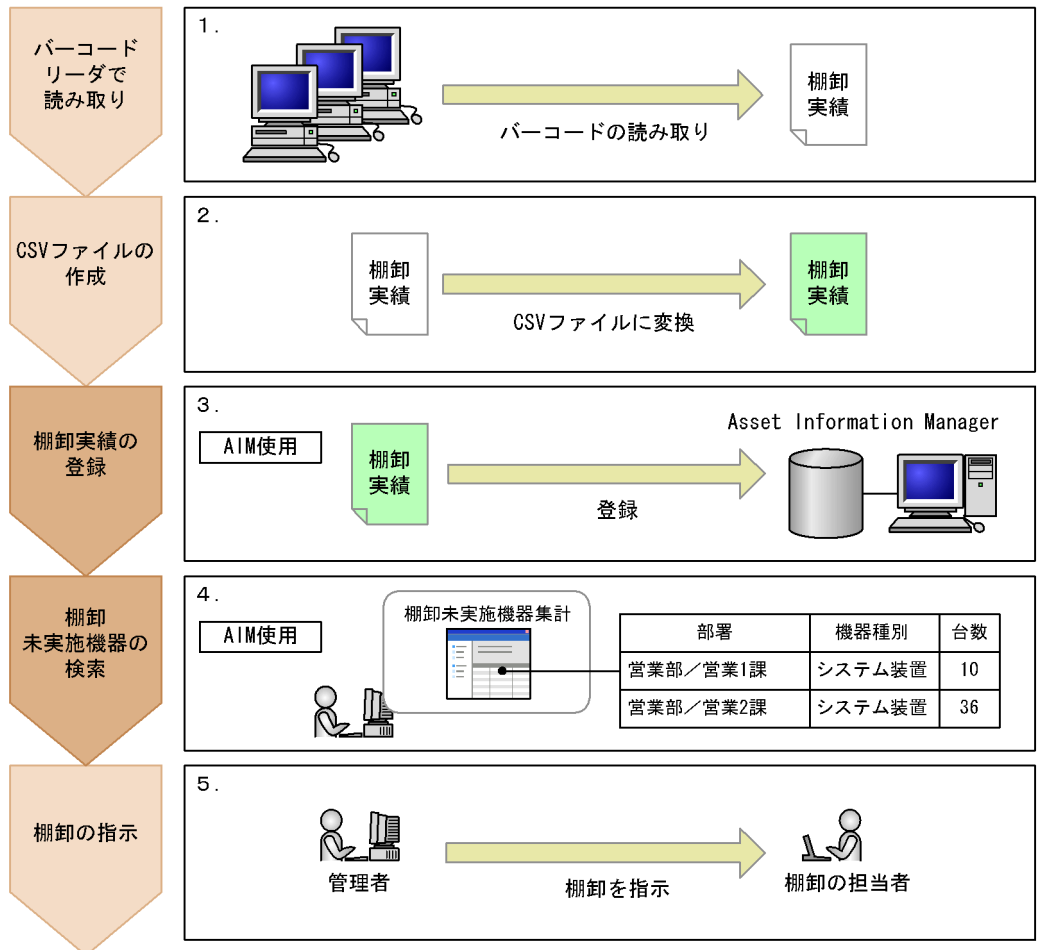 バーコード
リーダで
読み取り
1.
棚卸
実績
バーコードの読み取り
CSVファイルの
作成
2.
棚卸
実績
棚卸
実績
CSVファイルに変換
棚卸実績の
登録
3.
AIM使用
棚卸
実績
登録
Asset Information Manager
棚卸
未実施機器の
検索
4.
AIM使用
棚卸未実施機器集計
部署 機器種別 台数
営業部／営業1課 システム装置 10
営業部／営業2課 システム装置 36
棚卸の指示
5.
管理者
棚卸を指示
棚卸の担当者